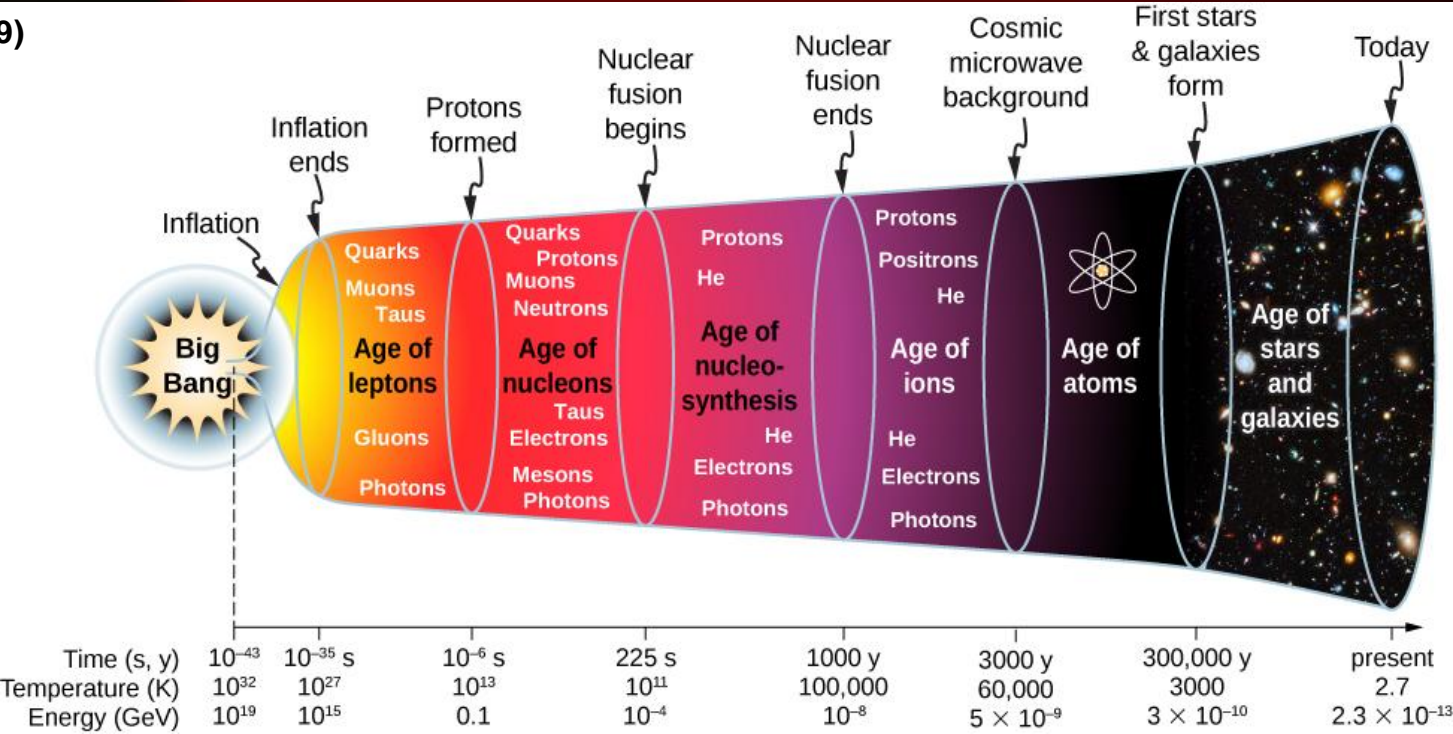 9)
Inflation
Inflation
ends
Protons
formed
Nuclear
fusion
begins
Nuclear
fusion
ends
Cosmic
microwave
background
First stars
& galaxies
form
Today
Big
Bang
Quarks
Muons
Taus
Age of
leptons
Gluons
Photons
Quarks
Protons
Muons
Neutrons
Age of
nucleons
Taus
Electrons
Mesons
Photons
Protons
He
Age of
nucleo-
synthesis
He
Electrons
Photons
Protons
Positrons
He
Age of
ions
He
Electrons
Photons
Age of
atoms
Age of
stars
and
galaxies
Time (s, y) 10⁻⁴³ 10⁻³⁵ s 10⁻⁶ s 225 s 1000 y 3000 y 300,000 y present
Temperature (K) 10³² 10²⁷ 10¹³ 10¹¹ 100,000 60,000 3000 2.7
Energy (GeV) 10¹⁹ 10¹⁵ 0.1 10⁻⁴ 10⁻⁸ 5 × 10⁻⁹ 3 × 10⁻¹⁰ 2.3 × 10⁻¹³